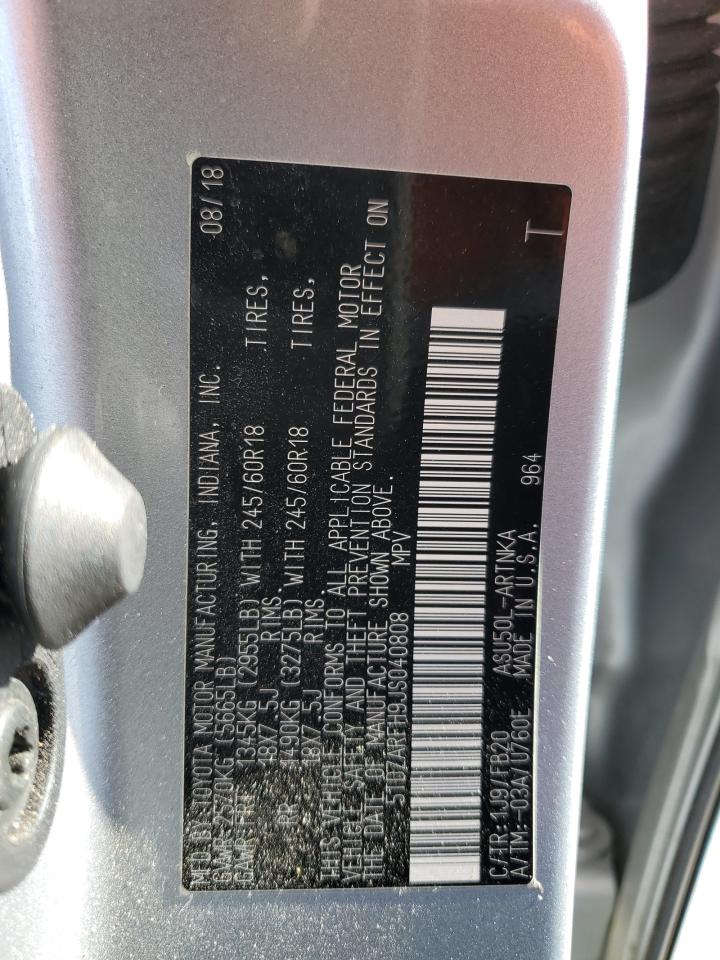 MFD. BY: TOYOTA MOTOR MANUFACTURING, INDIANA, INC. 08/18
GVWR 2570KG (5665LB)
GAWR FRT 1345KG (2955LB) WITH 245/60R18 TIRES,
18X7.5J RIMS,
RR 1490KG (3275LB) WITH 245/60R18 TIRES,
18X7.5J RIMS
THIS VEHICLE CONFORMS TO ALL APPLICABLE FEDERAL MOTOR
VEHICLE SAFETY AND THEFT PREVENTION STANDARDS IN EFFECT ON
THE DATE OF MANUFACTURE SHOWN ABOVE.
5TDZARFH9JS040808 MPV
C/TR: 1J9/FB20 ASU50L-ARTNKA 964 T
A/TM: -03A/U760E MADE IN U.S.A.